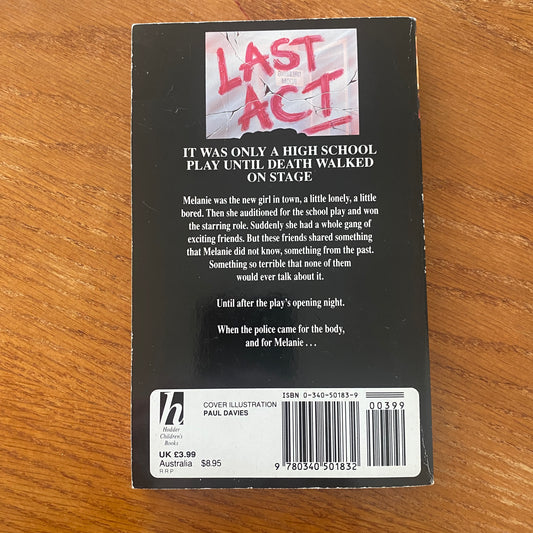 LAST
ACT
IT WAS ONLY A HIGH SCHOOL
PLAY UNTIL DEATH WALKED
ON STAGE
Melanie was the new girl in town, a little lonely, a little
bored. Then she auditioned for the school play and won
the starring role. Suddenly she had a whole gang of
exciting friends. But these friends shared something
that Melanie did not know, something from the past.
Something so terrible that none of them
would ever talk about it.
Until after the play's opening night.
When the police came for the body,
and for Melanie . . .
h
Hodder
Children's
Books
COVER ILLUSTRATION
PAUL DAVIES
UK £3.99
Australia $8.95
R.R.P.
ISBN 0-340-50183-9
00399
9 780340 501832